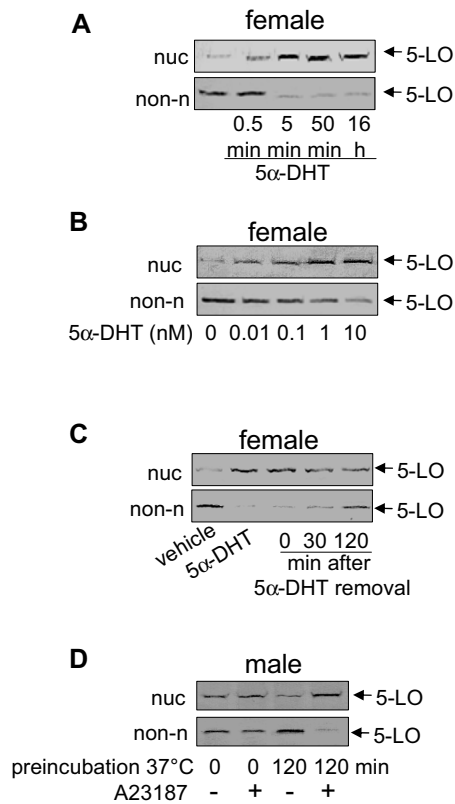 A
female
nuc
5-LO
non-n
5-LO
0.5 5 50 16
min min min h
5α-DHT
B
female
nuc
5-LO
non-n
5-LO
5α-DHT (nM) 0 0.01 0.1 1 10
C
female
nuc
5-LO
non-n
5-LO
vehicle
5α-DHT
0 30 120
min after
5α-DHT removal
D
male
nuc
5-LO
non-n
5-LO
preincubation 37°C 0 0 120 120 min
A23187 - + - +